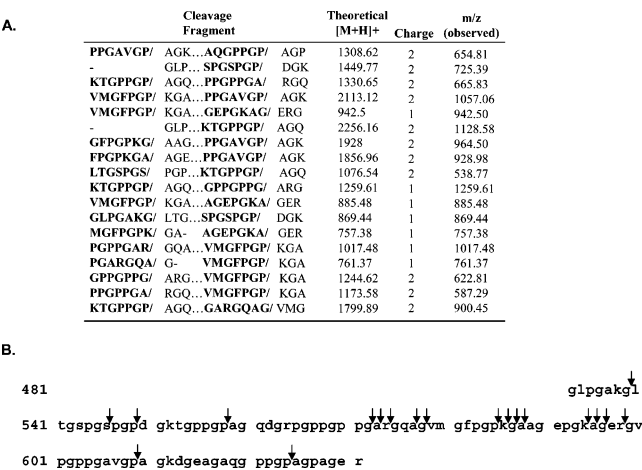 A.
Cleavage Fragment Theoretical [M+H]+ Charge m/z (observed)
PPGAVGP/ AGK...AQGPPGP/ AGP 1308.62 2 654.81
- GLP...SPGSPGP/ DGK 1449.77 2 725.39
KTGPPGP/ AGQ...PPGPPGA/ RGQ 1330.65 2 665.83
VMGFPGP/ KGA...PPGAVGP/ AGK 2113.12 2 1057.06
VMGFPGP/ KGA...GEPGKAG/ ERG 942.5 1 942.50
- GLP...KTGPPGP/ AGQ 2256.16 2 1128.58
GFPGPKG/ AAG...PPGAVGP/ AGK 1928 2 964.50
FPGPKGA/ AGE...PPGAVGP/ AGK 1856.96 2 928.98
LTGSPGS/ PGP...KTGPPGP/ AGQ 1076.54 2 538.77
KTGPPGP/ AGQ...GPPGPPG/ ARG 1259.61 1 1259.61
VMGFPGP/ KGA...AGEPGKA/ GER 885.48 1 885.48
GLPGAKG/ LTG...SPGSPGP/ DGK 869.44 1 869.44
MGFPGPK/ GA- AGEPGKA/ GER 757.38 1 757.38
PGPPGAR/ GQA...VMGFPGP/ KGA 1017.48 1 1017.48
PGARGQA/ G- VMGFPGP/ KGA 761.37 1 761.37
GPPGPPG/ ARG...VMGFPGP/ KGA 1244.62 2 622.81
PPGPPGA/ RGQ...VMGFPGP/ KGA 1173.58 2 587.29
KTGPPGP/ AGQ...GARGQAG/ VMG 1799.89 2 900.45
B.
481 glpgakgl
541 tgspgspgpd gktgppgpag qdgrpgppgp pgargqagvm gfpgpkgaag epgkagergv
601 pgppgavgpa gkdgeagaqg ppgpagpager